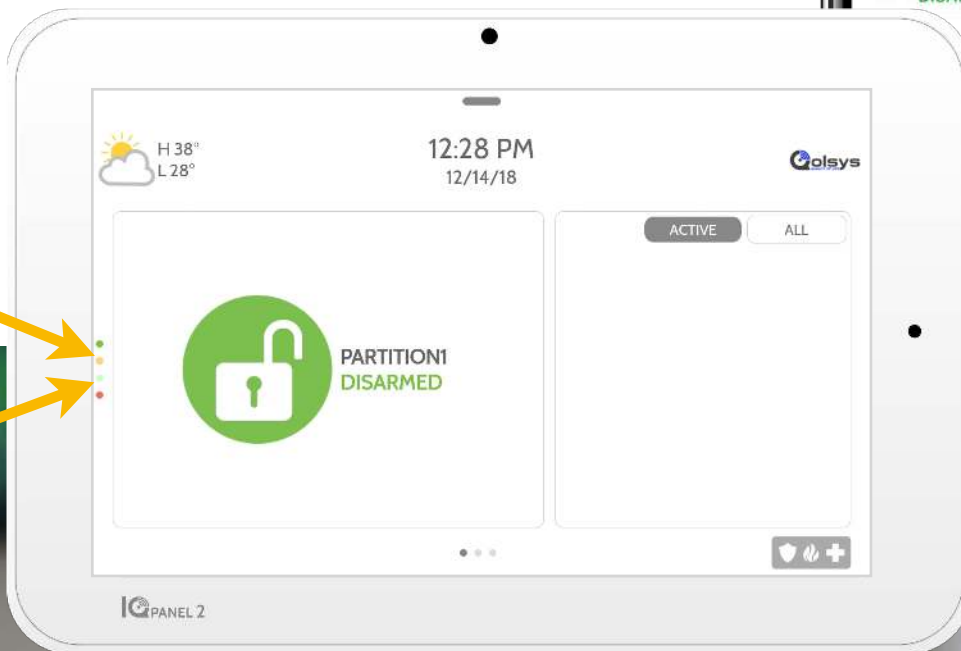 H 38°
L 28°
12:28 PM
12/14/18
Qolsys
ACTIVE
ALL
PARTITION1
DISARMED
IQ PANEL 2